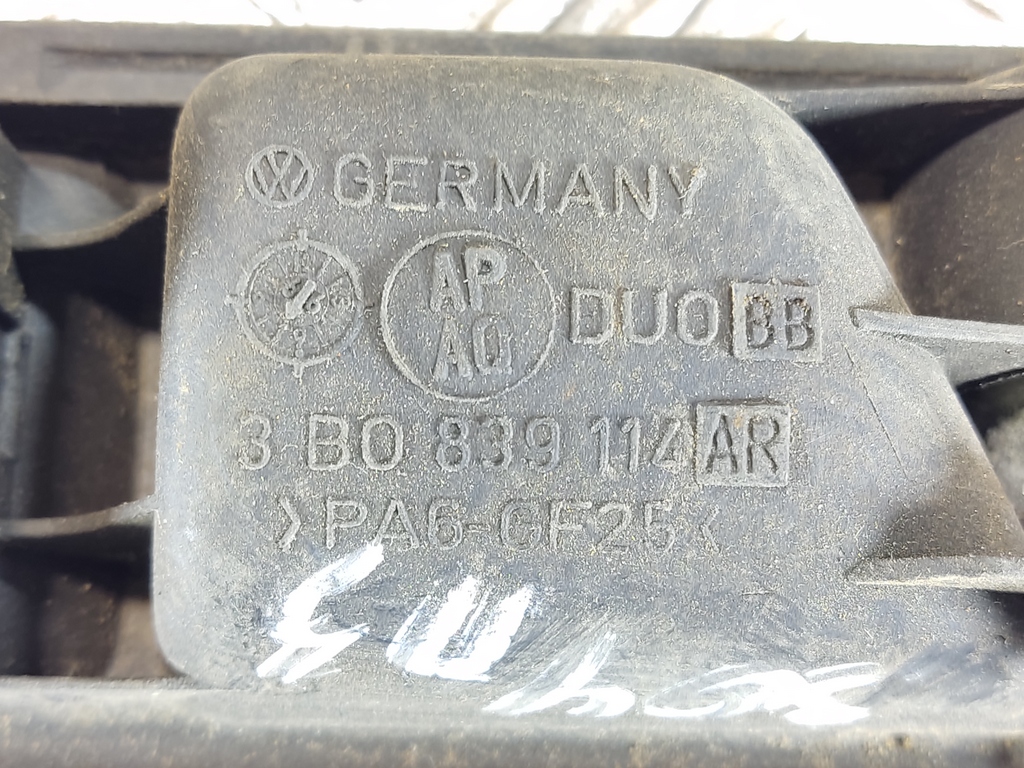 GERMANY
AP
AQ
DUO BB
3 B0 839 114 AR
>PA6-GF25<